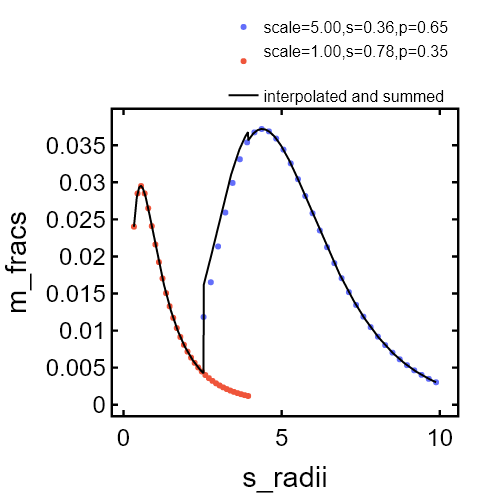 scale=5.00,s=0.36,p=0.65
scale=1.00,s=0.78,p=0.35
interpolated and summed
0.035
0.03
0.025
0.02
0.015
0.01
0.005
0
m_fracs
0 5 10
s_radii